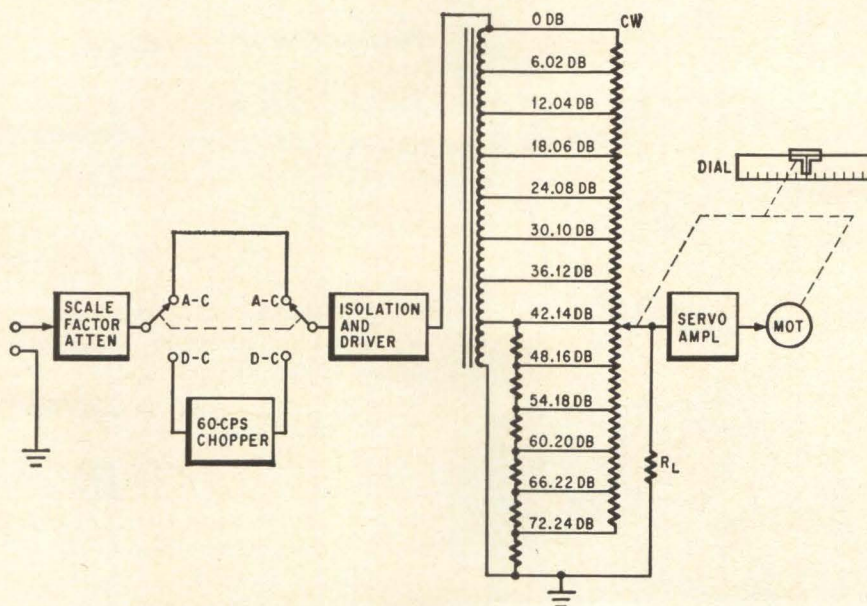 0 DB
CW
6.02 DB
12.04 DB
18.06 DB
24.08 DB
30.10 DB
36.12 DB
42.14 DB
48.16 DB
54.18 DB
60.20 DB
66.22 DB
72.24 DB
DIAL
SCALE
FACTOR
ATTEN
A-C
A-C
D-C
D-C
60-CPS
CHOPPER
ISOLATION
AND
DRIVER
SERVO
AMPL
MOT
RL